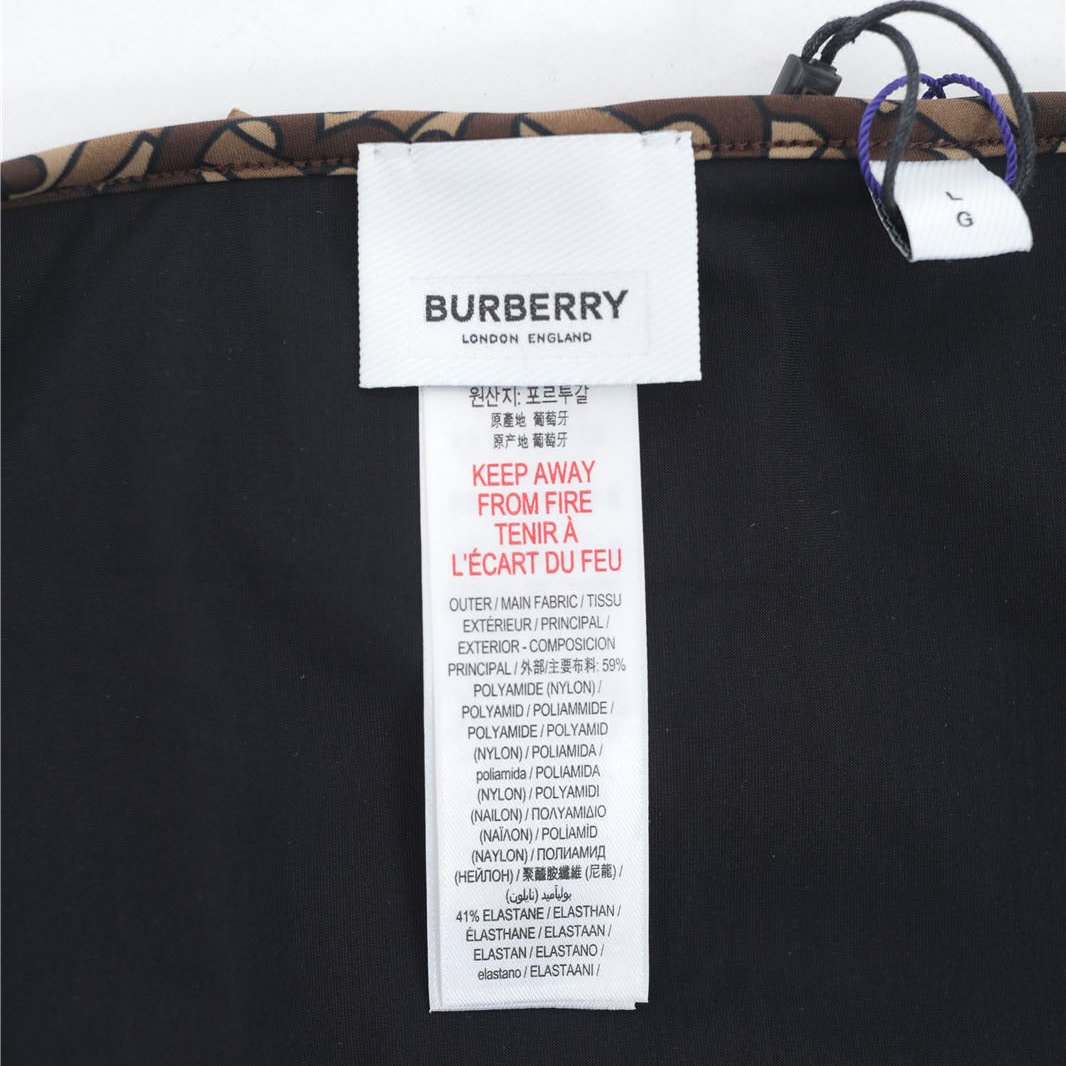 BURBERRY
LONDON ENGLAND
L
G
원산지: 포르투갈
原產地 葡萄牙
原产地 葡萄牙
KEEP AWAY
FROM FIRE
TENIR À
L'ÉCART DU FEU
OUTER / MAIN FABRIC / TISSU
EXTÉRIEUR / PRINCIPAL /
EXTERIOR - COMPOSICION
PRINCIPAL / 外部/主要布料: 59%
POLYAMIDE (NYLON) /
POLYAMID / POLIAMMIDE /
POLYAMIDE / POLYAMID
(NYLON) / POLIAMIDA /
poliamida / POLIAMIDA
(NYLON) / POLYAMIDI
(NAILON) / ΠΟΛΥΑΜΙΔΙΟ
(ΝΑΪΛΟΝ) / POLİAMİD
(NAYLON) / ПОЛИАМИД
(НЕЙЛОН) / 聚醯胺纖維 (尼龍) /
بولياميد (نايلون)
41% ELASTANE / ELASTHAN /
ÉLASTHANE / ELASTAAN /
ELASTAN / ELASTANO /
elastano / ELASTAANI /